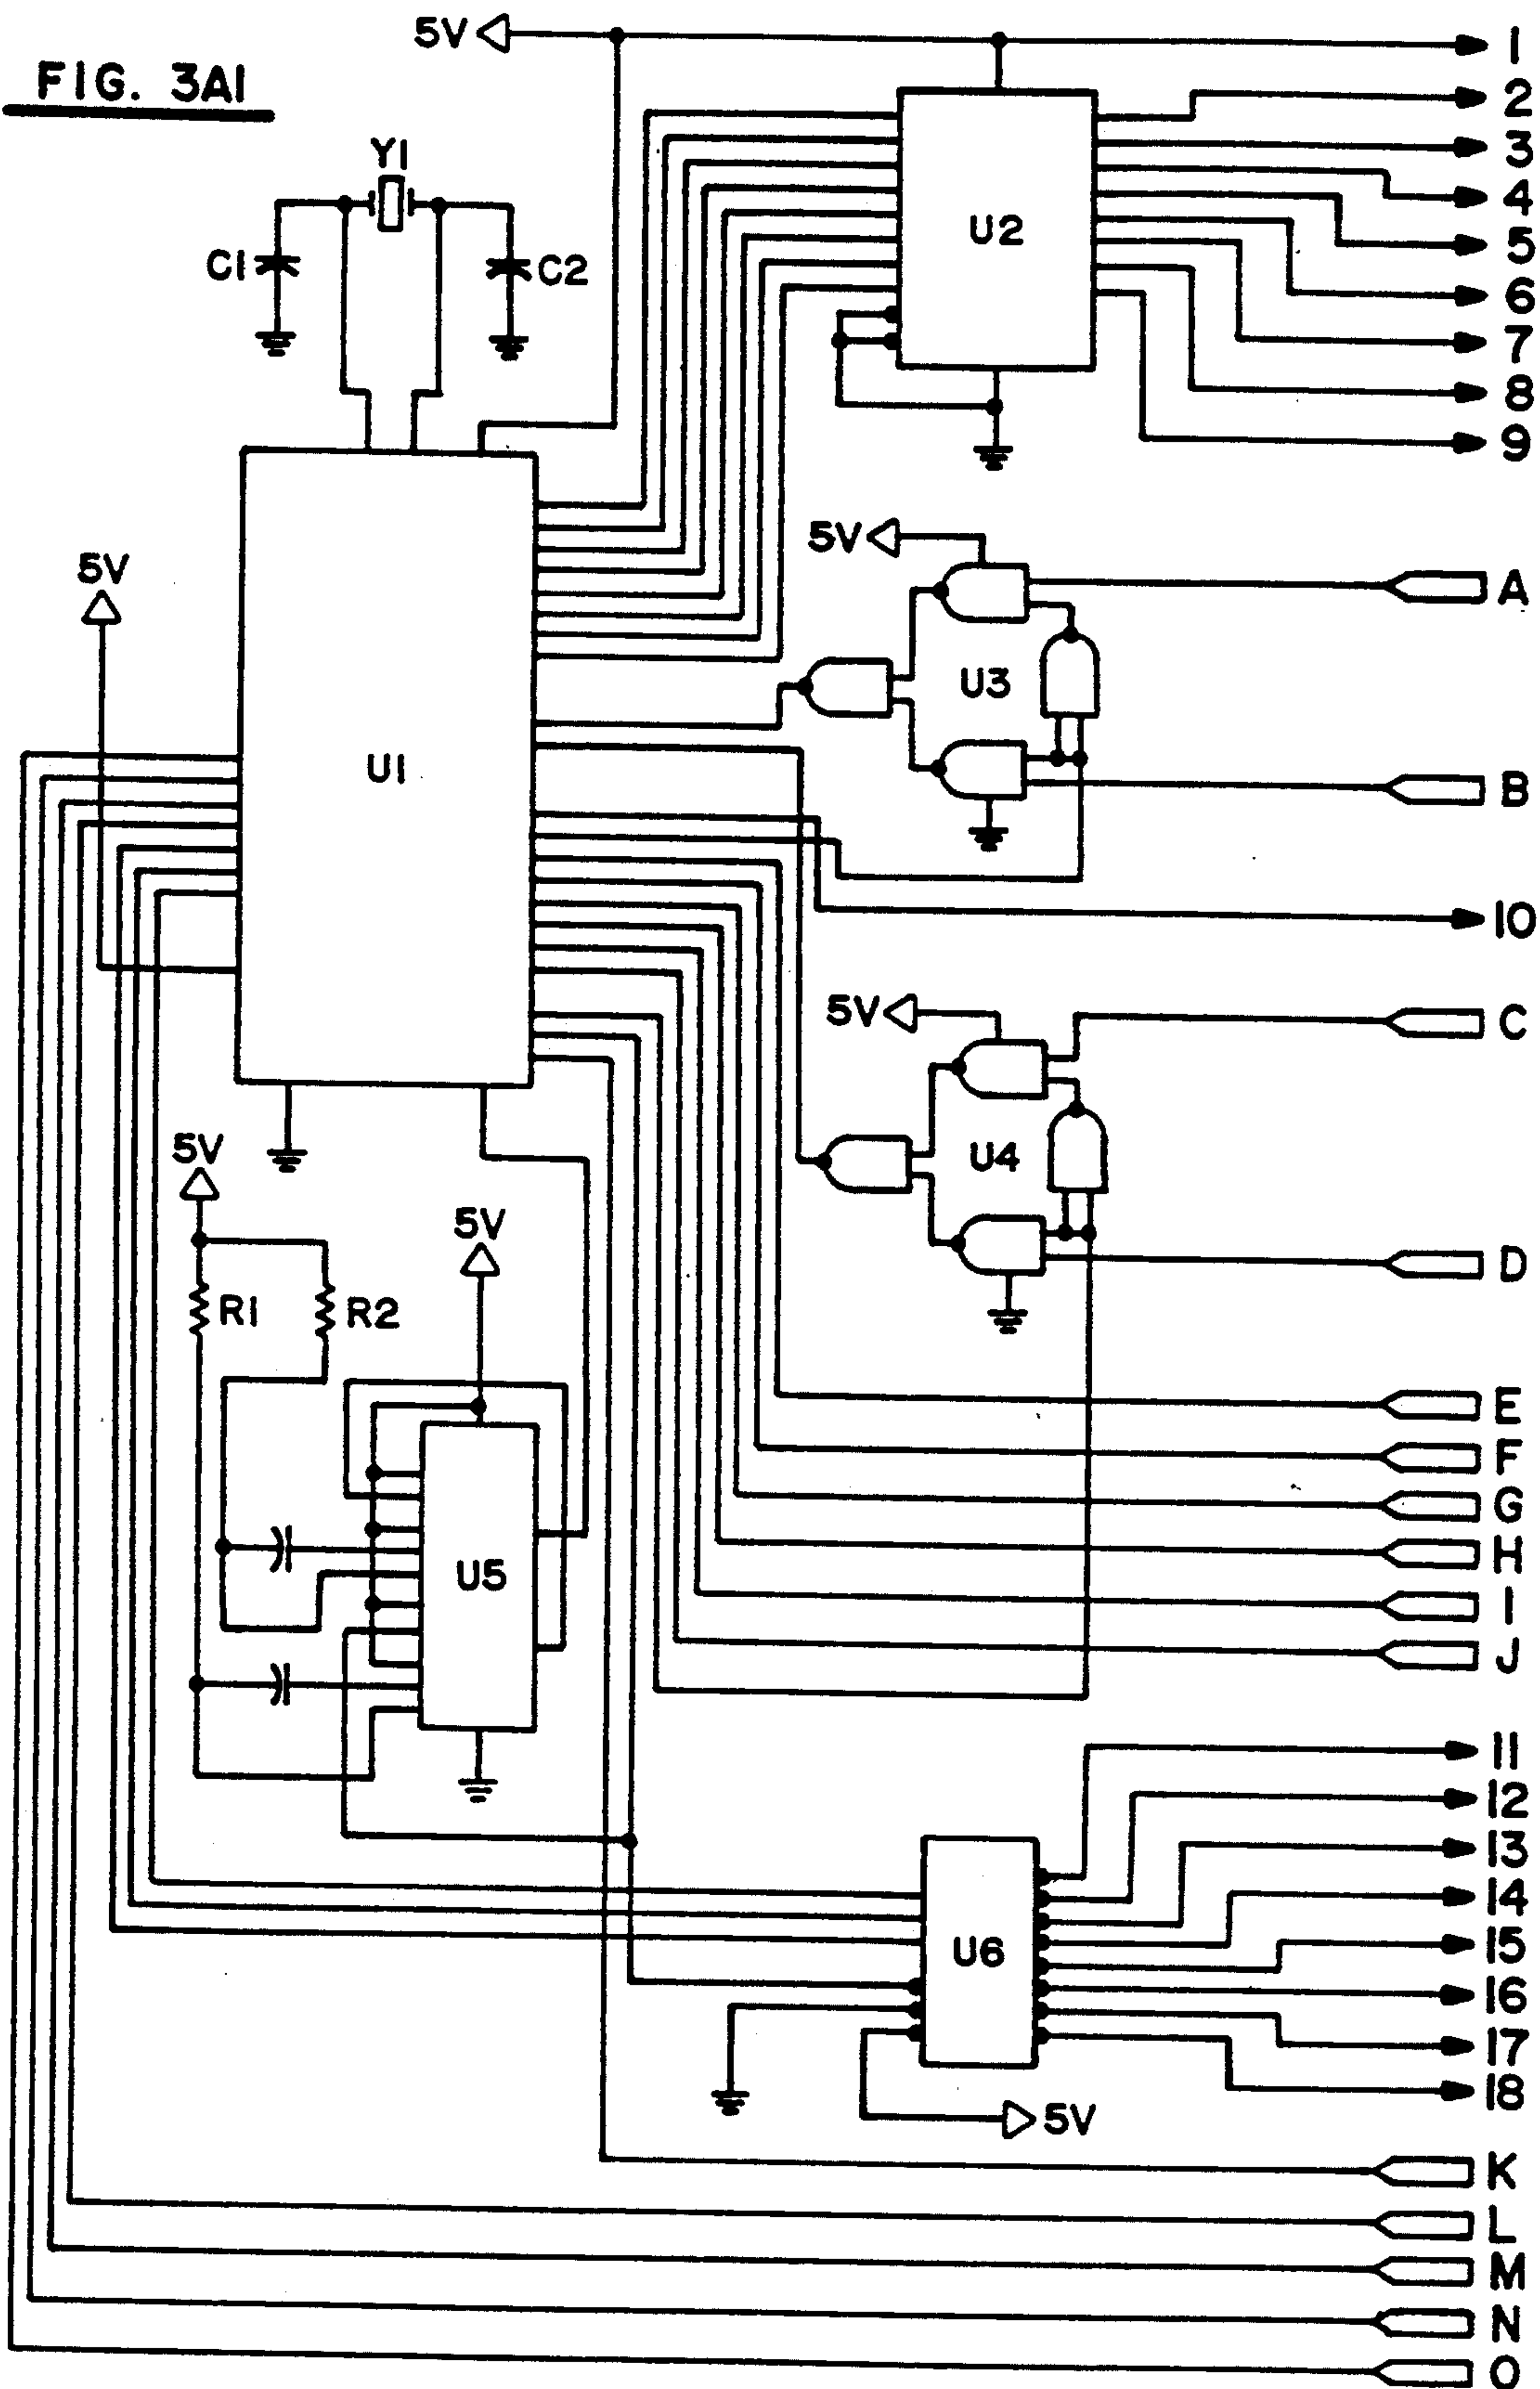 FIG. 3A1
5V
1
2
3
4
5
6
7
8
9
Y1
C1
C2
U2
5V
5V
A
U3
U1
B
10
5V
C
U4
D
5V
5V
R1
R2
E
F
G
H
I
J
U5
11
12
13
14
15
16
17
18
U6
5V
K
L
M
N
O